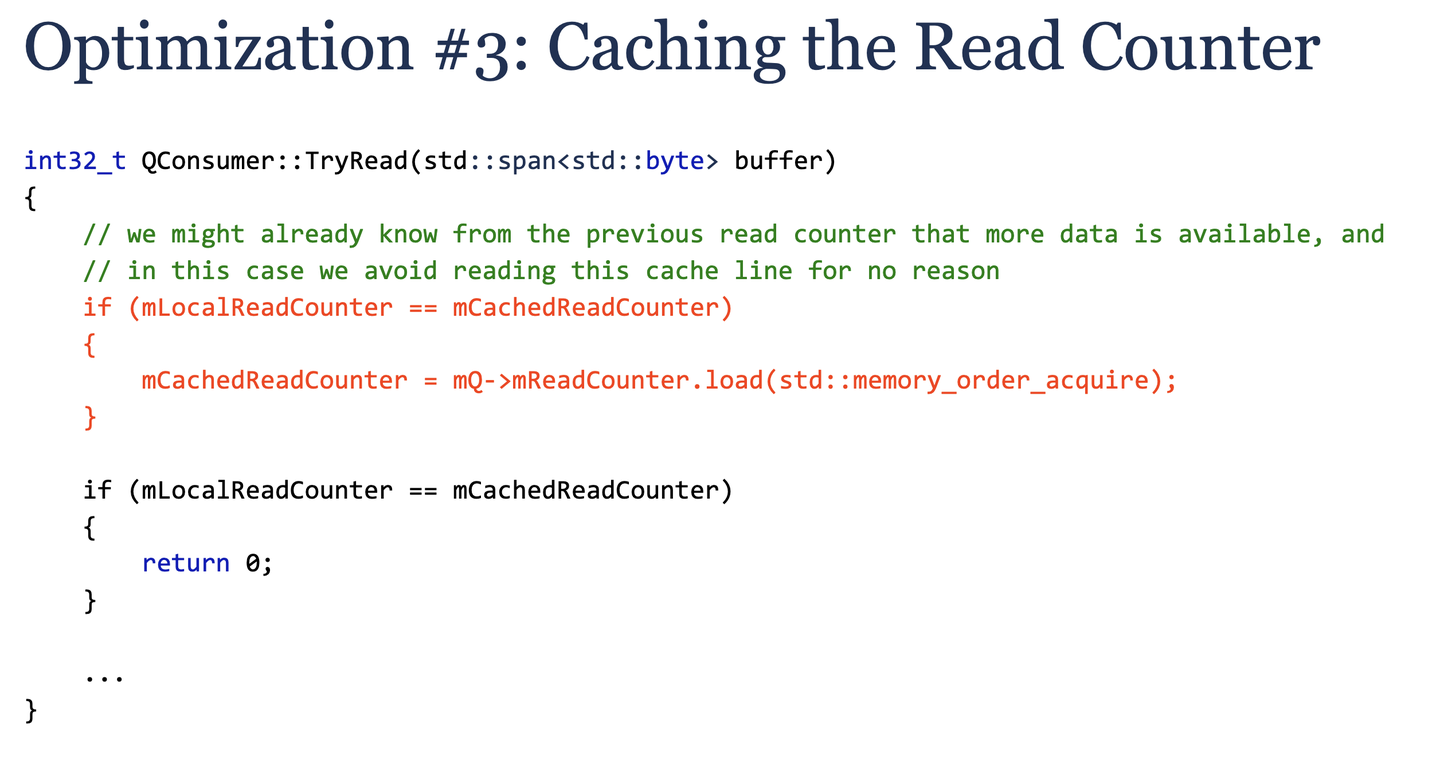 Optimization #3: Caching the Read Counter
int32_t QConsumer::TryRead(std::span<std::byte> buffer)
{
    // we might already know from the previous read counter that more data is available, and
    // in this case we avoid reading this cache line for no reason
    if (mLocalReadCounter == mCachedReadCounter)
    {
        mCachedReadCounter = mQ->mReadCounter.load(std::memory_order_acquire);
    }
    if (mLocalReadCounter == mCachedReadCounter)
    {
        return 0;
    }
    ...
}